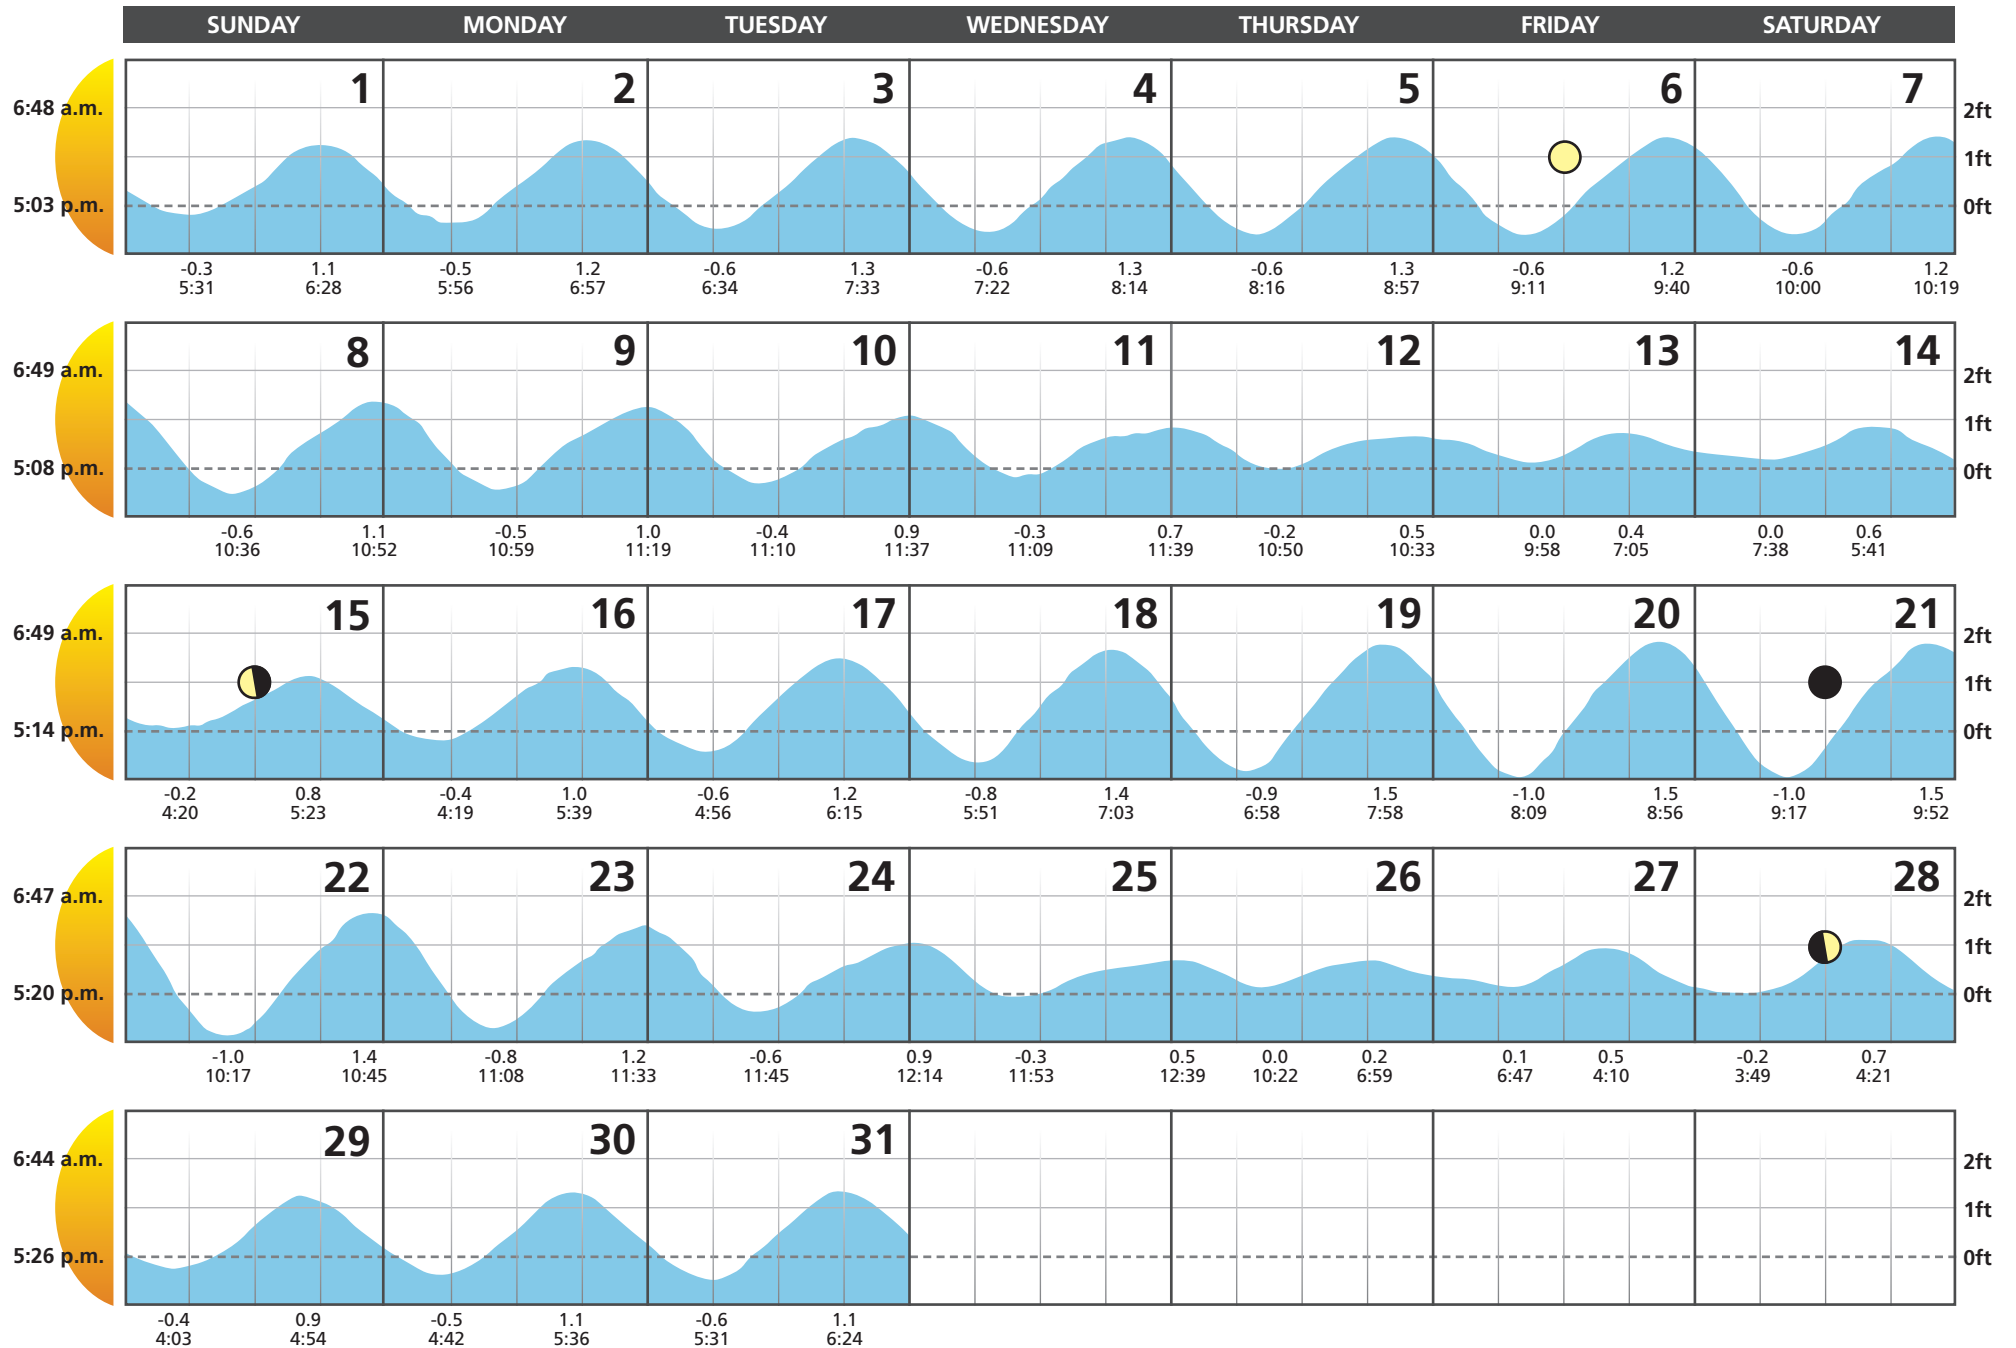 SUNDAY MONDAY TUESDAY WEDNESDAY THURSDAY FRIDAY SATURDAY
1 2 3 4 5 6 7
6:48 a.m. 2ft
1ft
5:03 p.m. 0ft
-0.3 1.1 -0.5 1.2 -0.6 1.3 -0.6 1.3 -0.6 1.3 -0.6 1.2 -0.6 1.2
5:31 6:28 5:56 6:57 6:34 7:33 7:22 8:14 8:16 8:57 9:11 9:40 10:00 10:19
8 9 10 11 12 13 14
6:49 a.m. 2ft
1ft
5:08 p.m. 0ft
-0.6 1.1 -0.5 1.0 -0.4 0.9 -0.3 0.7 -0.2 0.5 0.0 0.4 0.0 0.6
10:36 10:52 10:59 11:19 11:10 11:37 11:09 11:39 10:50 10:33 9:58 7:05 7:38 5:41
15 16 17 18 19 20 21
6:49 a.m. 2ft
1ft
5:14 p.m. 0ft
-0.2 0.8 -0.4 1.0 -0.6 1.2 -0.8 1.4 -0.9 1.5 -1.0 1.5 -1.0 1.5
4:20 5:23 4:19 5:39 4:56 6:15 5:51 7:03 6:58 7:58 8:09 8:56 9:17 9:52
22 23 24 25 26 27 28
6:47 a.m. 2ft
1ft
5:20 p.m. 0ft
-1.0 1.4 -0.8 1.2 -0.6 0.9 -0.3 0.5 0.0 0.2 0.1 0.5 -0.2 0.7
10:17 10:45 11:08 11:33 11:45 12:14 11:53 12:39 10:22 6:59 6:47 4:10 3:49 4:21
29 30 31
6:44 a.m. 2ft
1ft
5:26 p.m. 0ft
-0.4 0.9 -0.5 1.1 -0.6 1.1
4:03 4:54 4:42 5:36 5:31 6:24